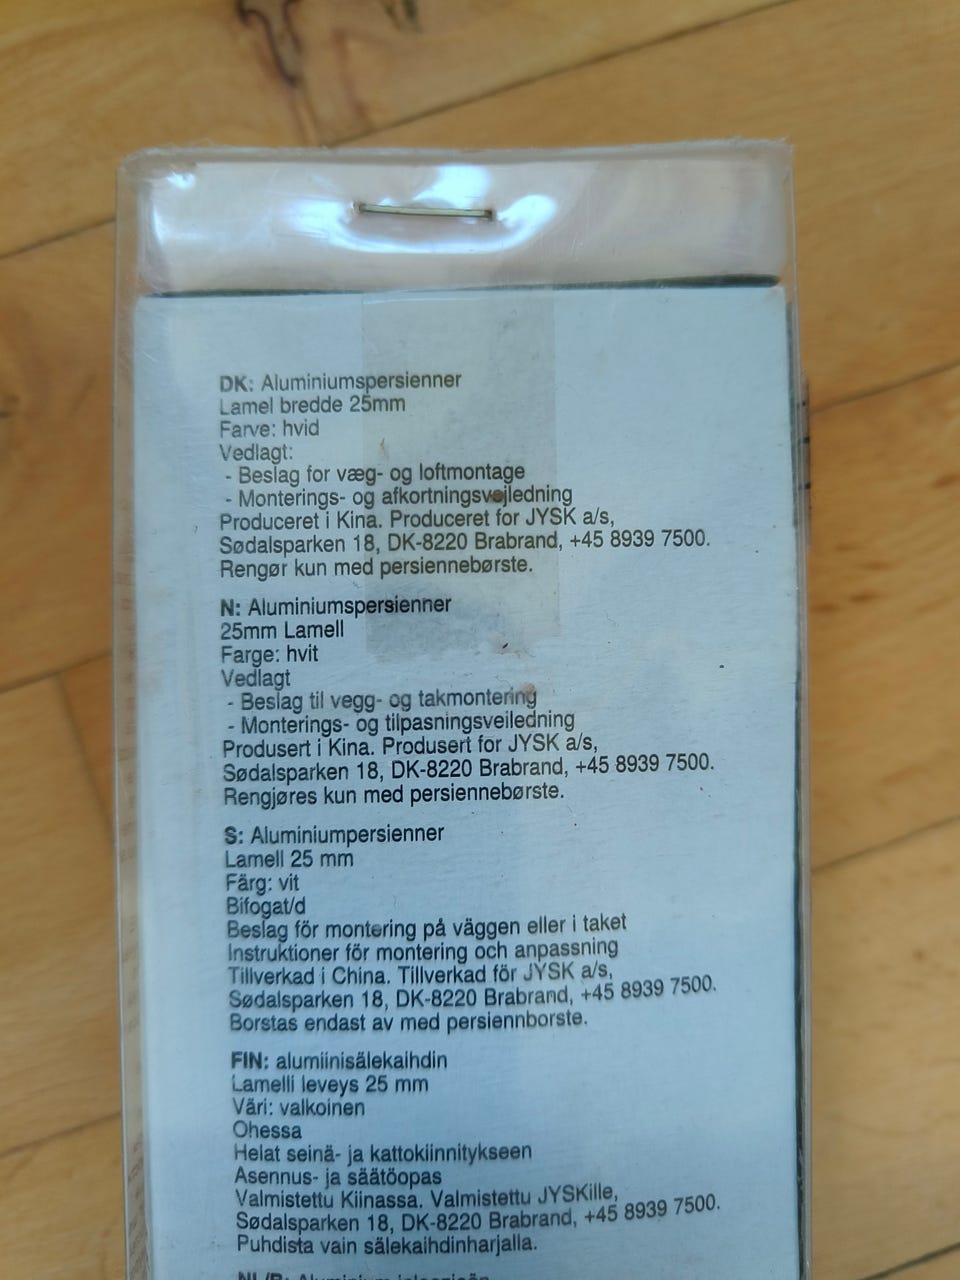 DK: Aluminiumspersienner
Lamel bredde 25mm
Farve: hvid
Vedlagt:
- Beslag for væg- og loftmontage
- Monterings- og afkortningsvejledning
Produceret i Kina. Produceret for JYSK a/s,
Sødalsparken 18, DK-8220 Brabrand, +45 8939 7500.
Rengør kun med persiennebørste.
N: Aluminiumspersienner
25mm Lamell
Farge: hvit
Vedlagt
- Beslag til vegg- og takmontering
- Monterings- og tilpasningsveiledning
Produsert i Kina. Produsert for JYSK a/s,
Sødalsparken 18, DK-8220 Brabrand, +45 8939 7500.
Rengjøres kun med persiennebørste.
S: Aluminiumpersienner
Lamell 25 mm
Färg: vit
Bifogat/d
Beslag för montering på väggen eller i taket
Instruktioner för montering och anpassning
Tillverkad i China. Tillverkad för JYSK a/s,
Sødalsparken 18, DK-8220 Brabrand, +45 8939 7500.
Borstas endast av med persiennborste.
FIN: alumiinisälekaihdin
Lamelli leveys 25 mm
Väri: valkoinen
Ohessa
Helat seinä- ja kattokiinnitykseen
Asennus- ja säätöopas
Valmistettu Kiinassa. Valmistettu JYSKille,
Sødalsparken 18, DK-8220 Brabrand, +45 8939 7500.
Puhdista vain sälekaihdinharjalla.